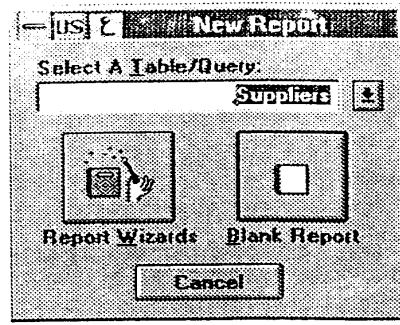 US ع New Report
Select A Table/Query:
Suppliers
Report Wizards Blank Report
Cancel